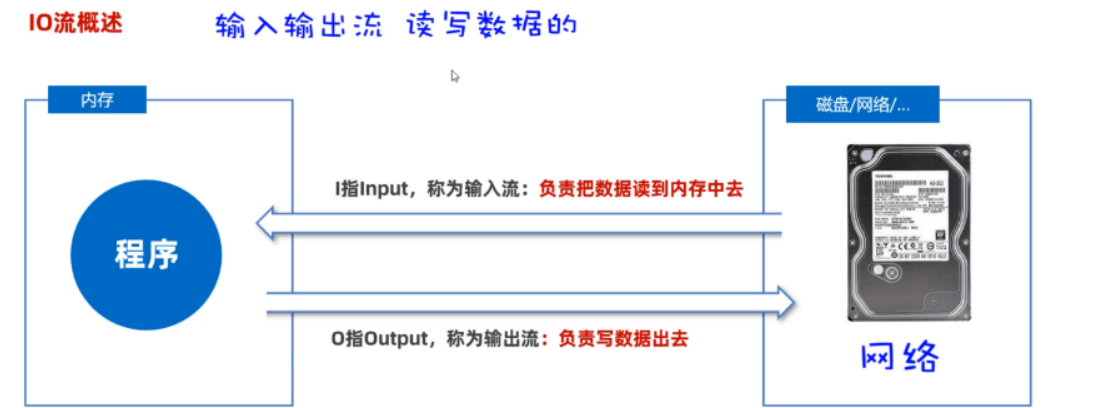 IO流概述
输入输出流 读写数据的
内存
磁盘/网络/...
I指Input，称为输入流：负责把数据读到内存中去
程序
O指Output，称为输出流：负责写数据出去
网络